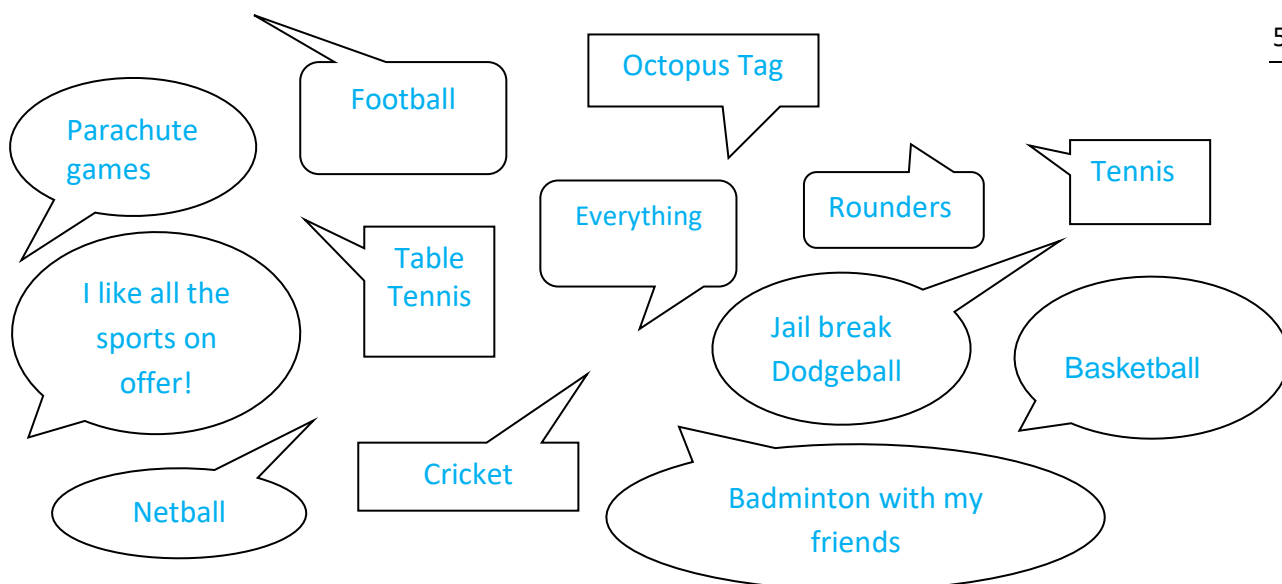 5
Octopus Tag
Football
Parachute
games
Tennis
Rounders
Everything
Table
Tennis
I like all the
sports on
offer!
Jail break
Dodgeball
Basketball
Cricket
Netball
Badminton with my
friends